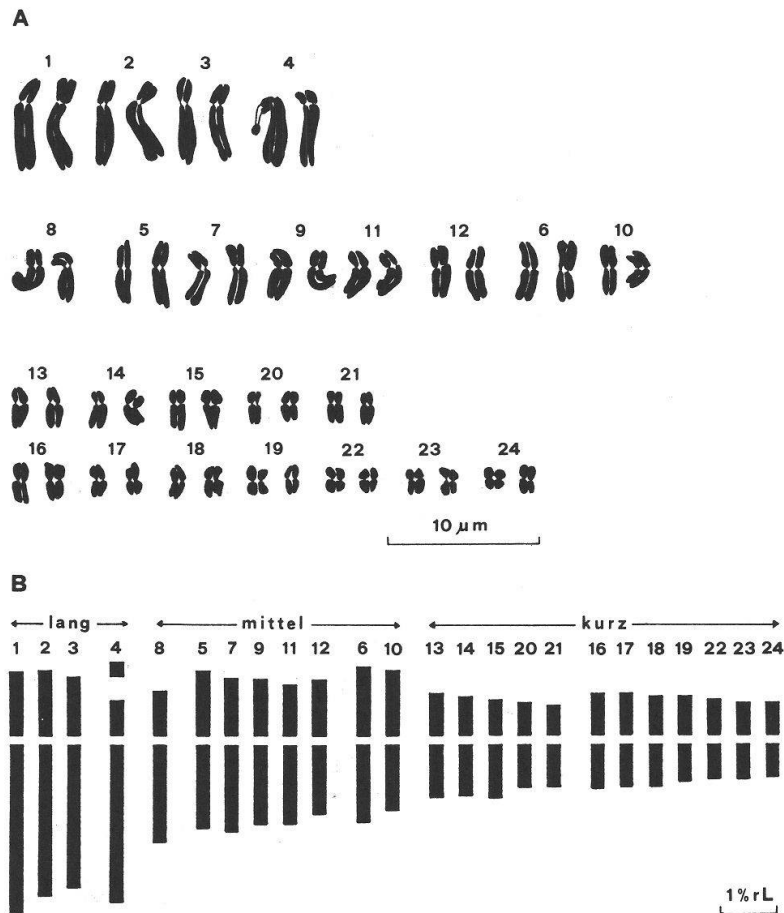 A
1 2 3 4
8 5 7 9 11 12 6 10
13 14 15 20 21
16 17 18 19 22 23 24
10 µm
B
lang mittel kurz
1 2 3 4 8 5 7 9 11 12 6 10 13 14 15 20 21 16 17 18 19 22 23 24
1%rL